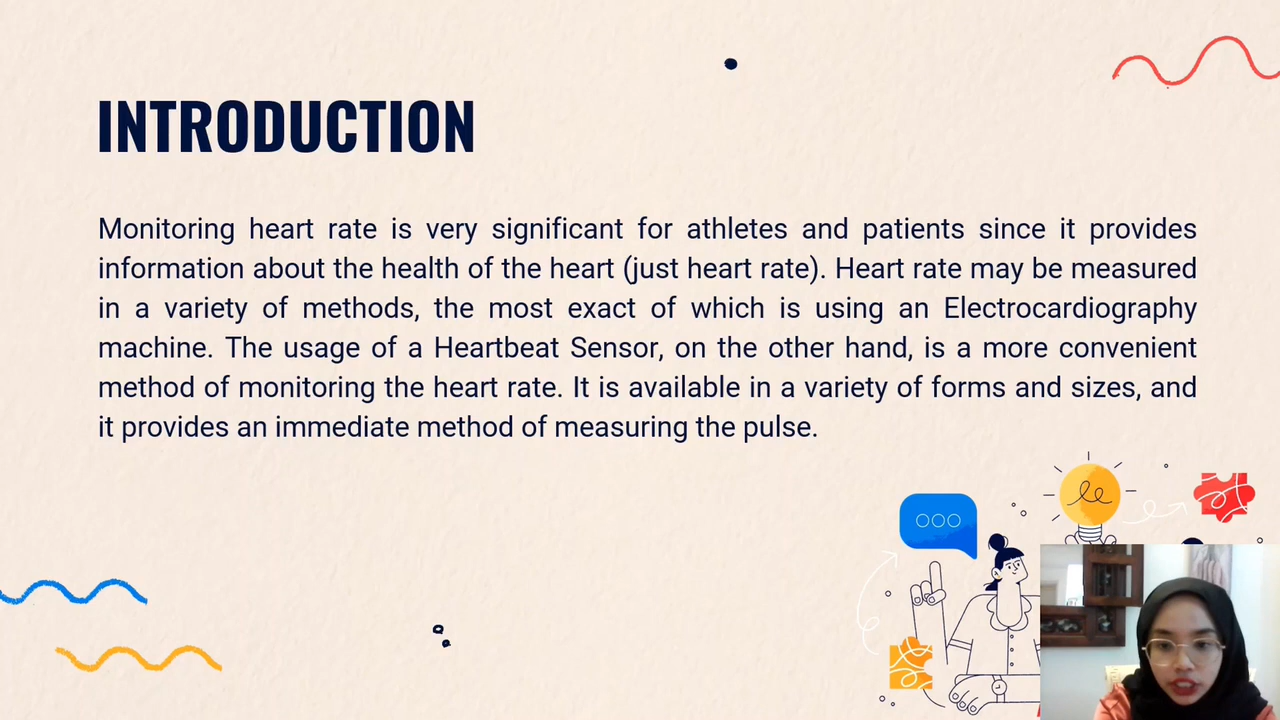 INTRODUCTION
Monitoring heart rate is very significant for athletes and patients since it provides
information about the health of the heart (just heart rate). Heart rate may be measured
in a variety of methods, the most exact of which is using an Electrocardiography
machine. The usage of a Heartbeat Sensor, on the other hand, is a more convenient
method of monitoring the heart rate. It is available in a variety of forms and sizes, and
it provides an immediate method of measuring the pulse.